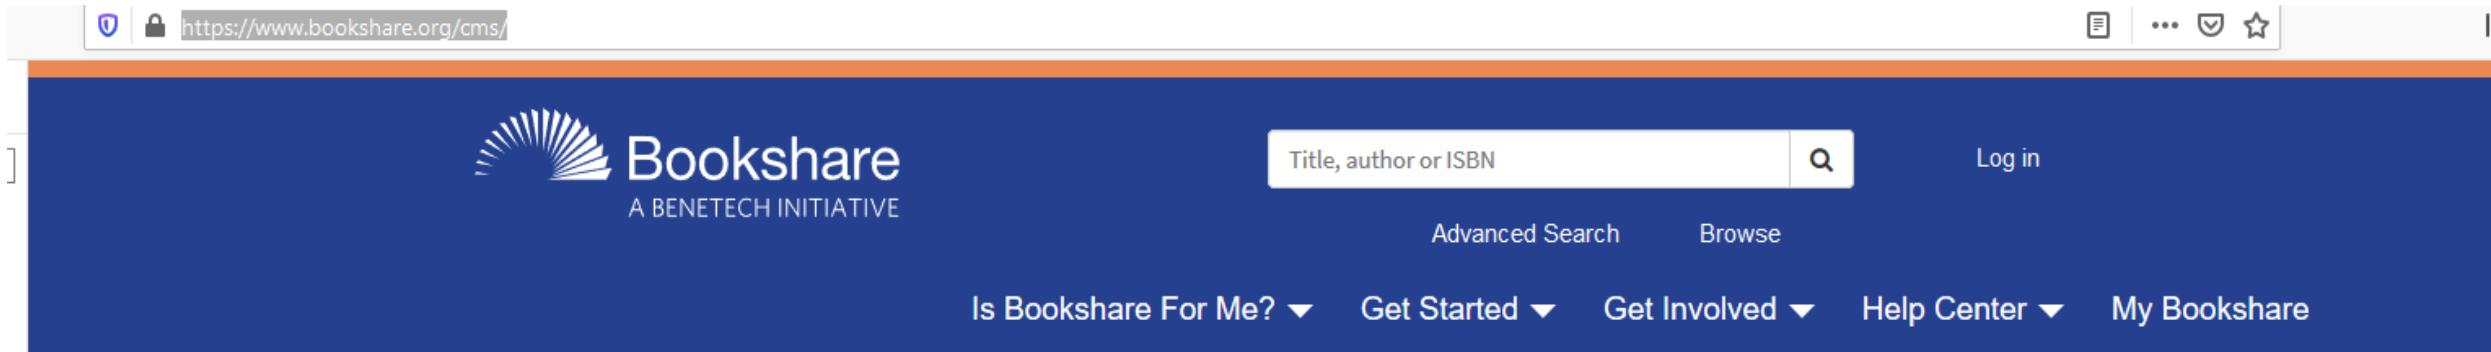 https://www.bookshare.org/cms/
Bookshare
A BENETECH INITIATIVE
Title, author or ISBN
Log in
Advanced Search Browse
Is Bookshare For Me? Get Started Get Involved Help Center My Bookshare